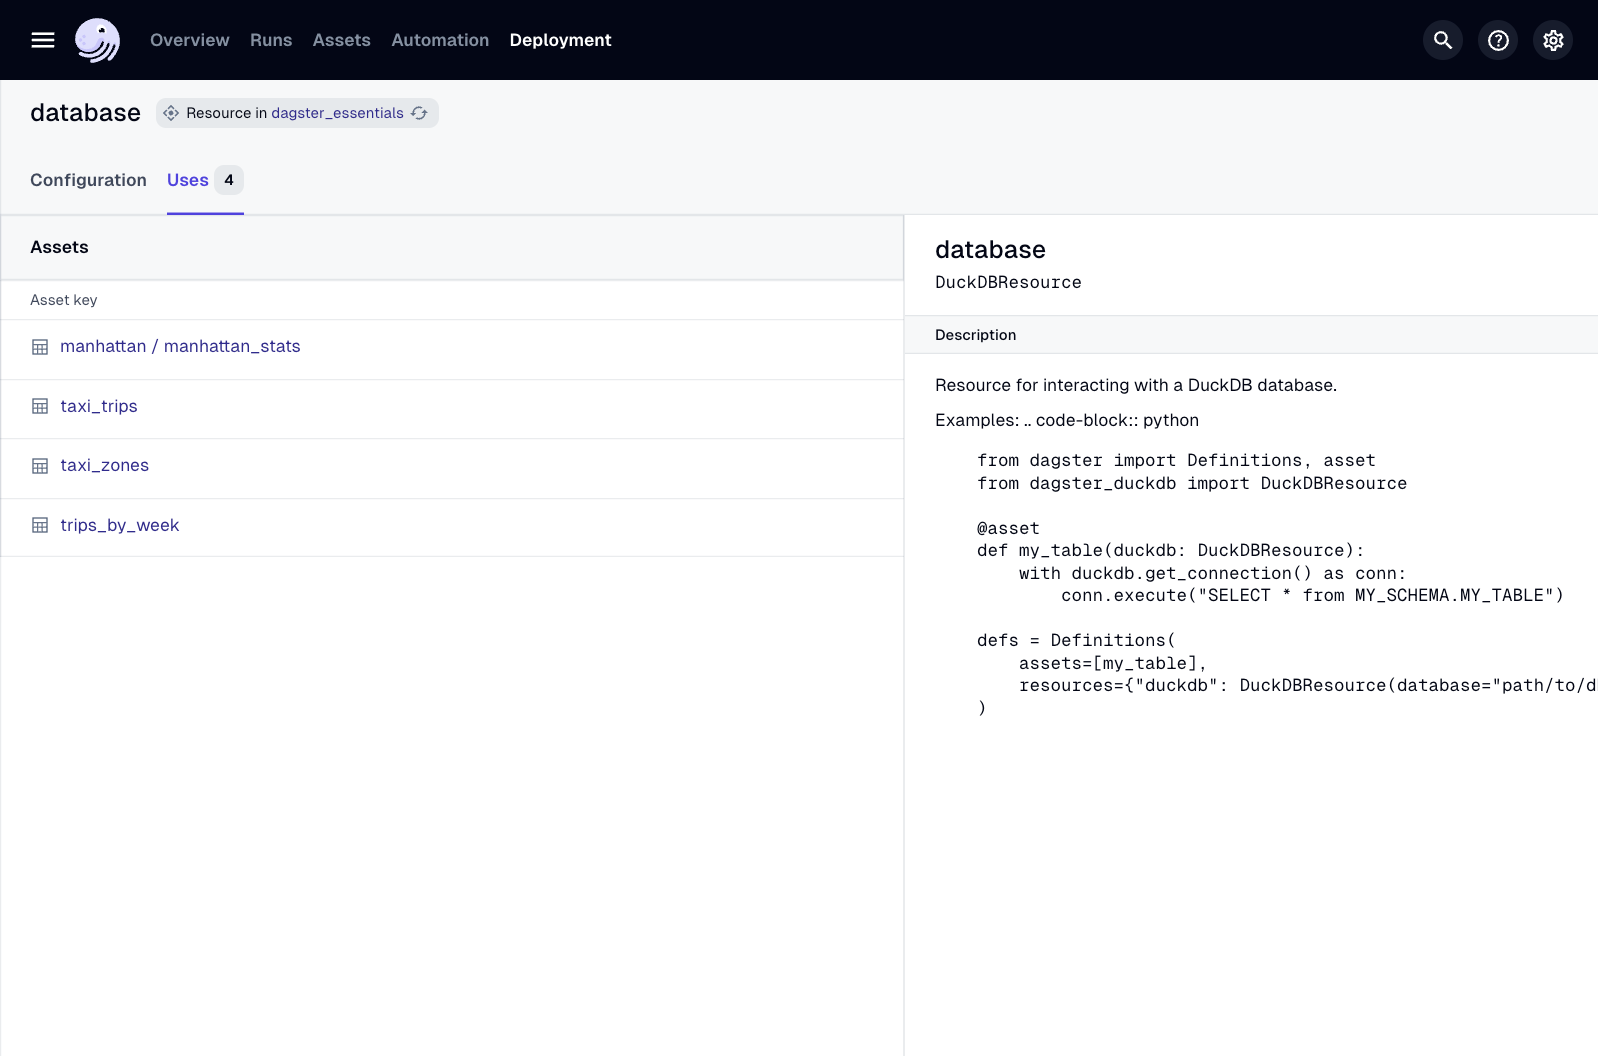 Overview Runs Assets Automation Deployment
database Resource in dagster_essentials
Configuration Uses 4
Assets
Asset key
manhattan / manhattan_stats
taxi_trips
taxi_zones
trips_by_week
database
DuckDBResource
Description
Resource for interacting with a DuckDB database.
Examples: .. code-block:: python
from dagster import Definitions, asset
from dagster_duckdb import DuckDBResource
@asset
def my_table(duckdb: DuckDBResource):
    with duckdb.get_connection() as conn:
        conn.execute("SELECT * from MY_SCHEMA.MY_TABLE")
defs = Definitions(
    assets=[my_table],
    resources={"duckdb": DuckDBResource(database="path/to/d
)